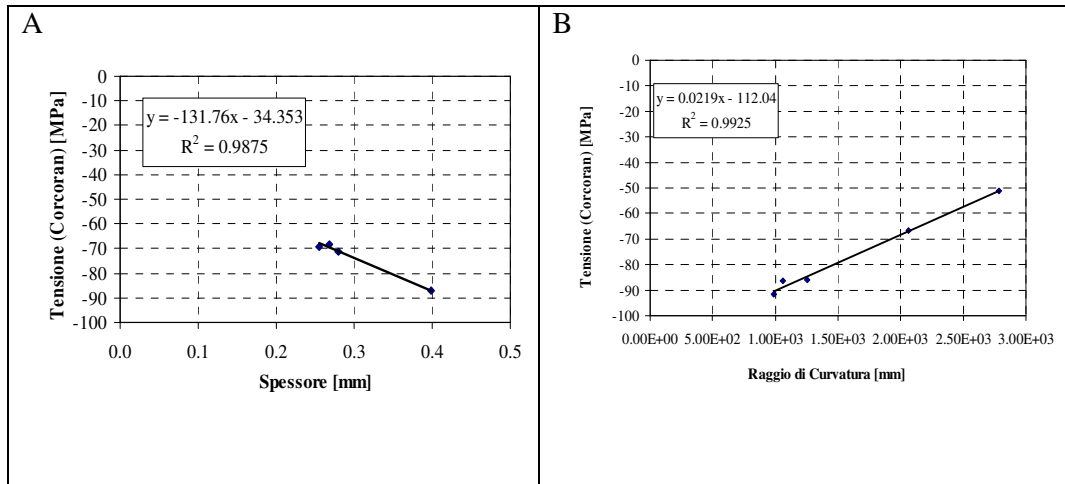 A
0
-10
-20
-30
-40
-50
-60
-70
-80
-90
-100
Tensione (Corcoran) [MPa]
y = -131.76x - 34.353
R² = 0.9875
0.0 0.1 0.2 0.3 0.4 0.5
Spessore [mm]
B
0
-10
-20
-30
-40
-50
-60
-70
-80
-90
-100
Tensione (Corcoran) [MPa]
y = 0.0219x - 112.04
R² = 0.9925
0.00E+00 5.00E+02 1.00E+03 1.50E+03 2.00E+03 2.50E+03 3.00E+03
Raggio di Curvatura [mm]